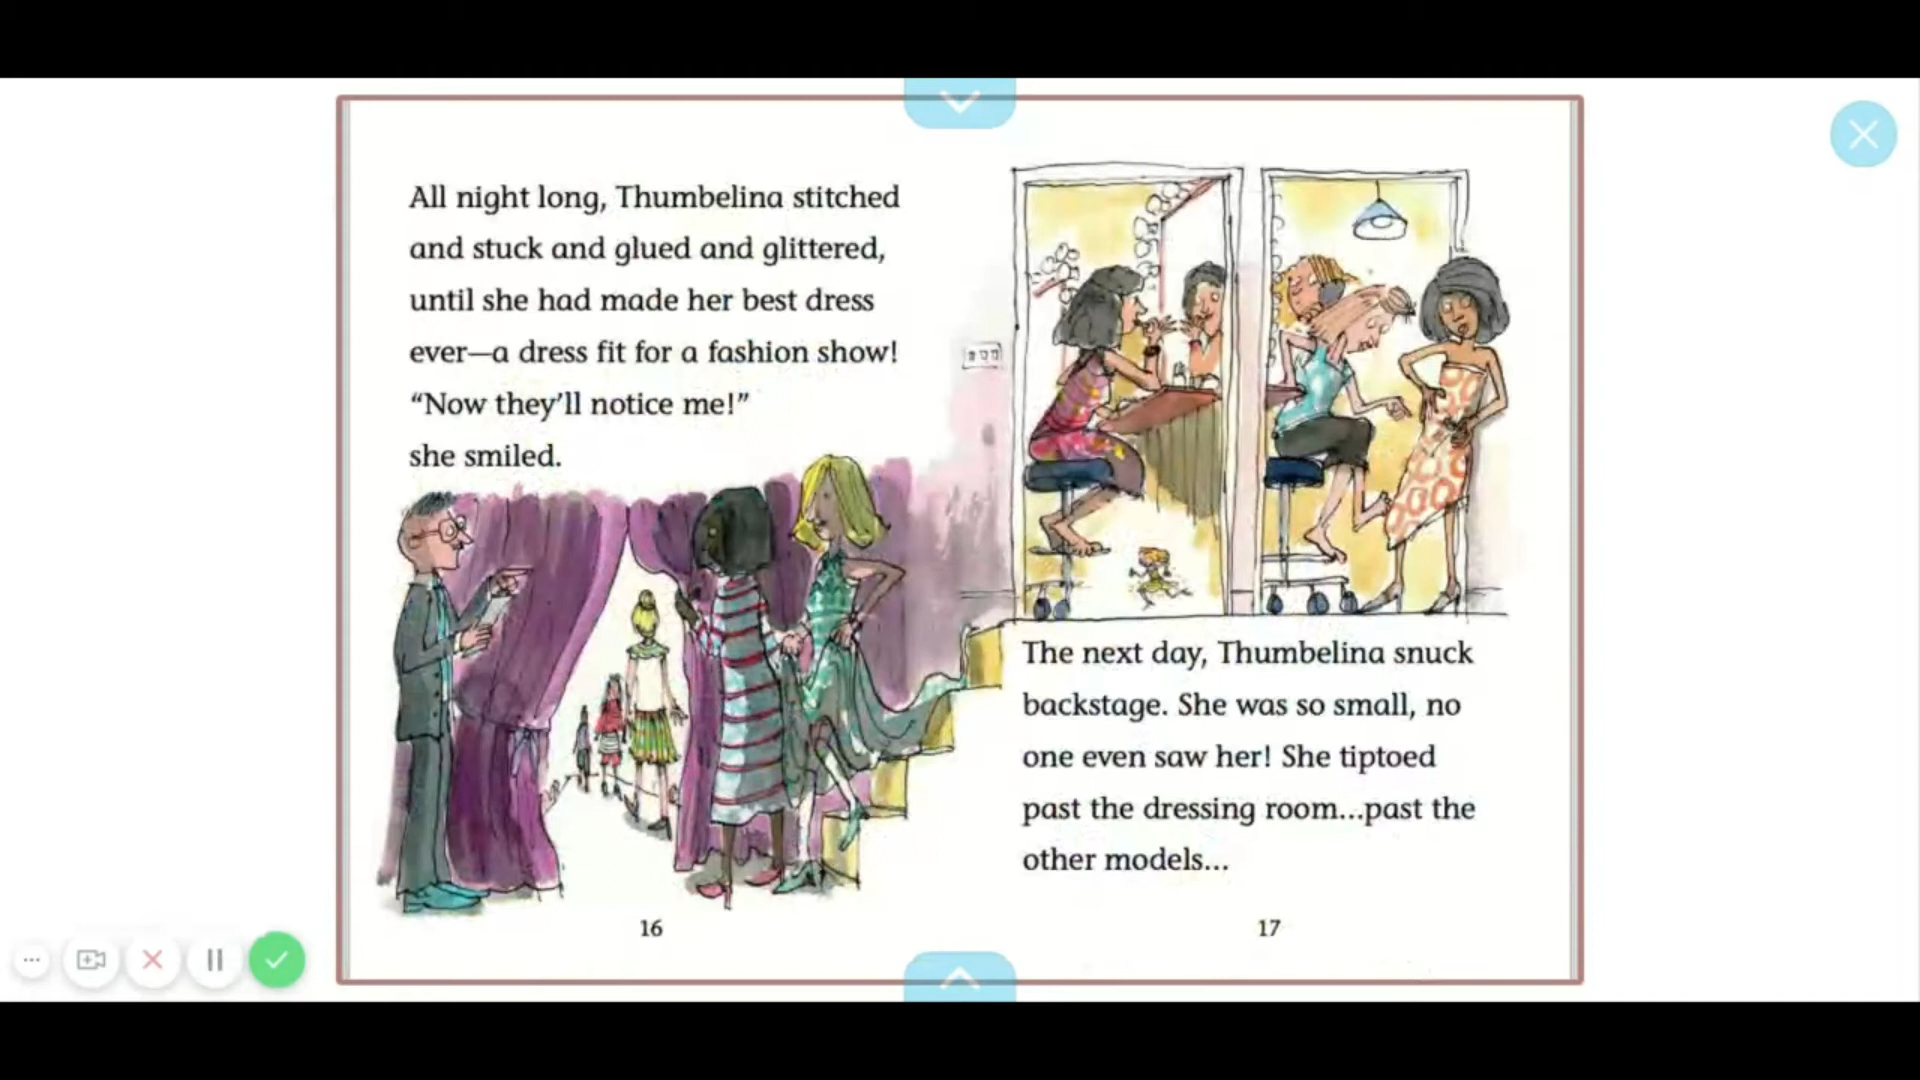 All night long, Thumbelina stitched
and stuck and glued and glittered,
until she had made her best dress
ever—a dress fit for a fashion show!
“Now they’ll notice me!”
she smiled.
16
The next day, Thumbelina snuck
backstage. She was so small, no
one even saw her! She tiptoed
past the dressing room...past the
other models...
17